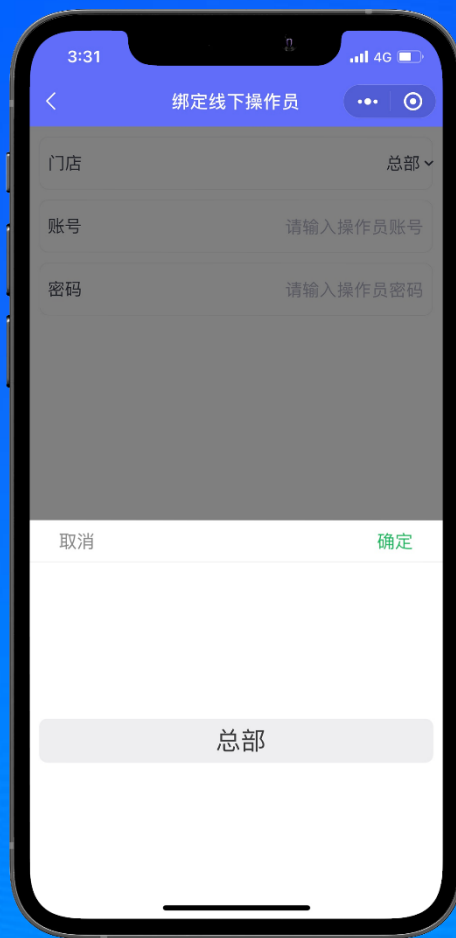 3:31 4G
绑定线下操作员
门店 总部
账号 请输入操作员账号
密码 请输入操作员密码
取消 确定
总部